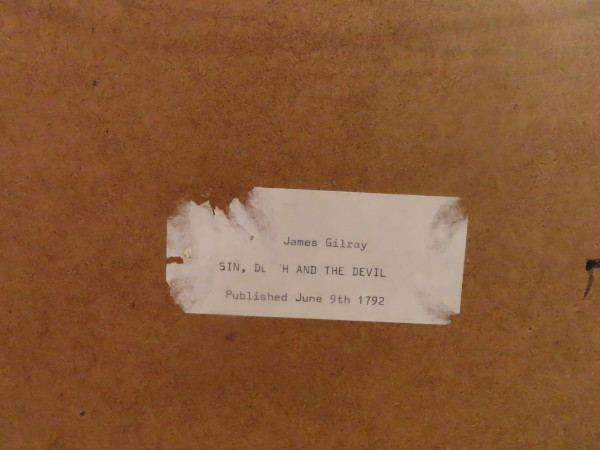 James Gilray
SIN, AND THE DEVIL
Published June 9th 1792